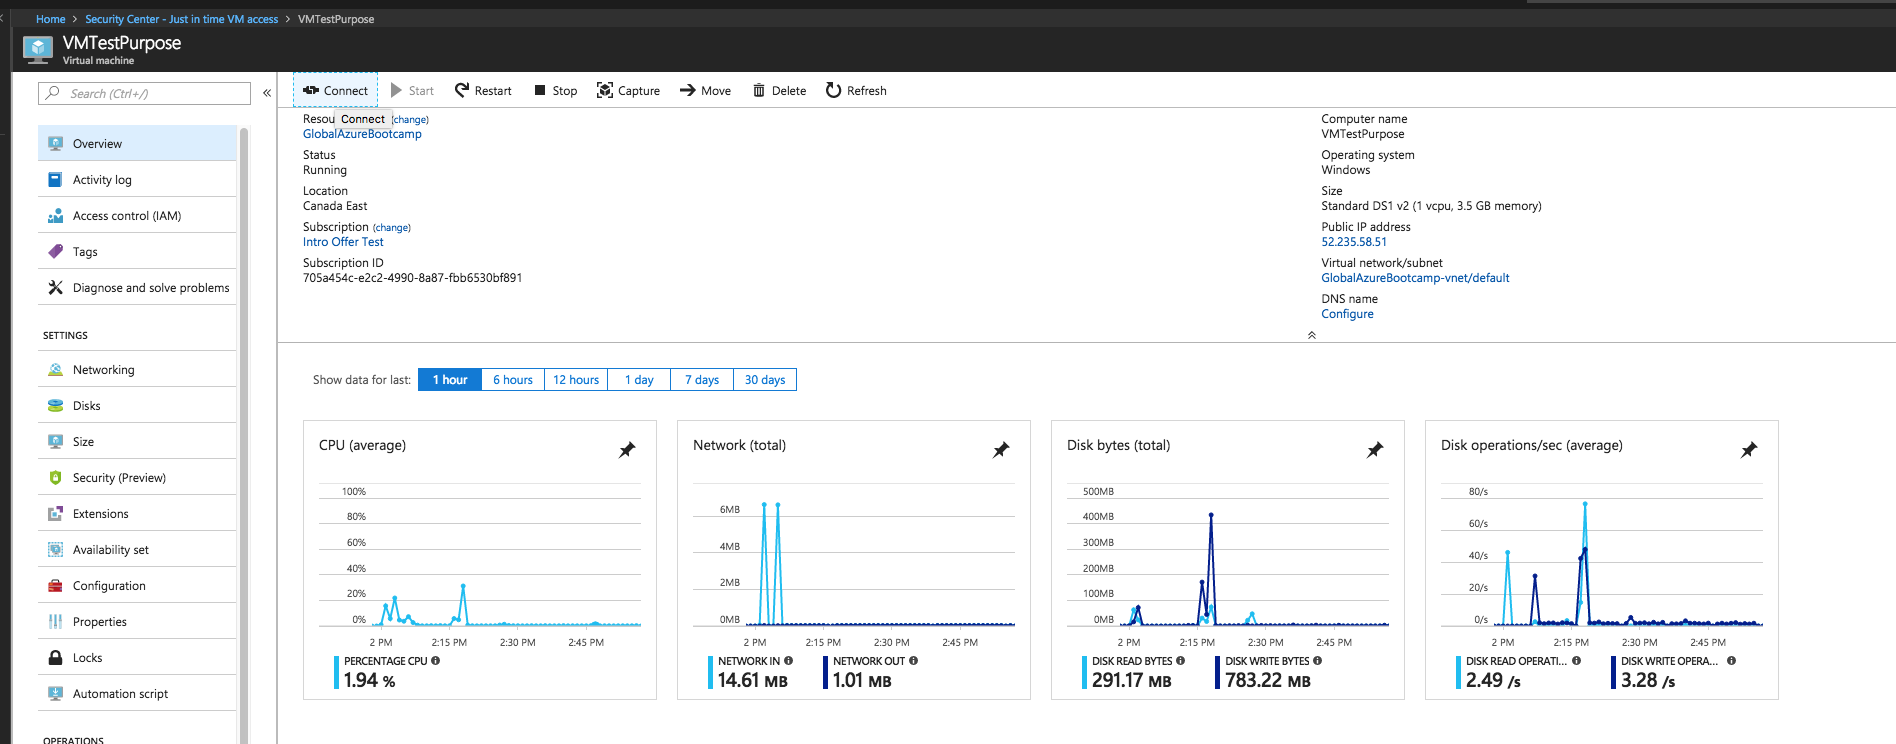 Home > Security Center - Just in time VM access > VMTestPurpose
VMTestPurpose
Virtual machine
Search (Ctrl+/)
«
Overview
Activity log
Access control (IAM)
Tags
Diagnose and solve problems
SETTINGS
Networking
Disks
Size
Security (Preview)
Extensions
Availability set
Configuration
Properties
Locks
Automation script
OPERATIONS
Connect Start Restart Stop Capture Move Delete Refresh
Resou Connect (change)
GlobalAzureBootcamp
Status
Running
Location
Canada East
Subscription (change)
Intro Offer Test
Subscription ID
705a454c-e2c2-4990-8a87-fbb6530bf891
Computer name
VMTestPurpose
Operating system
Windows
Size
Standard DS1 v2 (1 vcpu, 3.5 GB memory)
Public IP address
52.235.58.51
Virtual network/subnet
GlobalAzureBootcamp-vnet/default
DNS name
Configure
Show data for last: 1 hour 6 hours 12 hours 1 day 7 days 30 days
CPU (average)
100%
80%
60%
40%
20%
0%
2 PM 2:15 PM 2:30 PM 2:45 PM
PERCENTAGE CPU
1.94 %
Network (total)
6MB
4MB
2MB
0MB
2 PM 2:15 PM 2:30 PM 2:45 PM
NETWORK IN NETWORK OUT
14.61 MB 1.01 MB
Disk bytes (total)
500MB
400MB
300MB
200MB
100MB
0MB
2 PM 2:15 PM 2:30 PM 2:45 PM
DISK READ BYTES DISK WRITE BYTES
291.17 MB 783.22 MB
Disk operations/sec (average)
80/s
60/s
40/s
20/s
0/s
2 PM 2:15 PM 2:30 PM 2:45 PM
DISK READ OPERATI... DISK WRITE OPERA...
2.49 /s 3.28 /s